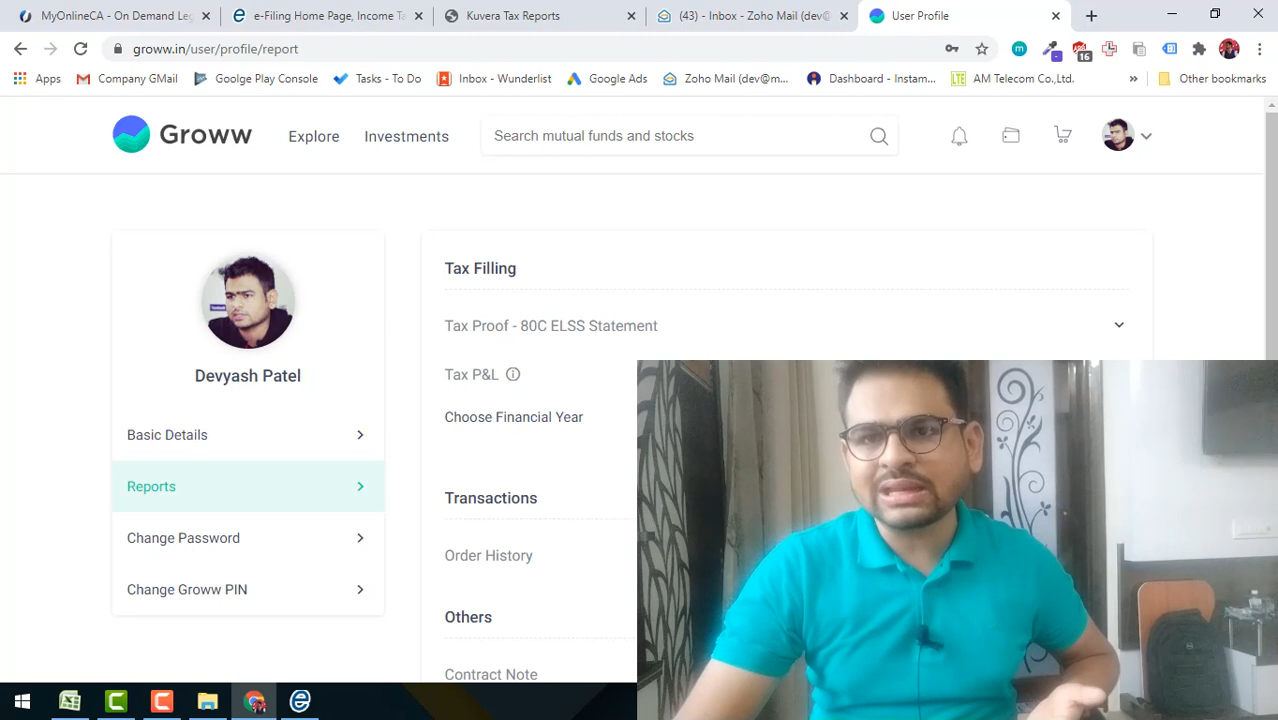 MyOnlineCA - On Demand Leg
e-Filing Home Page, Income Ta
Kuvera Tax Reports
(43) - Inbox - Zoho Mail (dev@
User Profile
groww.in/user/profile/report
16
Apps
Company GMail
Goolge Play Console
Tasks - To Do
Inbox - Wunderlist
Google Ads
Zoho Mail (dev@m...
Dashboard - Instam...
LTE
AM Telecom Co.,Ltd.
Other bookmarks
Groww
Explore
Investments
Search mutual funds and stocks
Devyash Patel
Basic Details
Reports
Change Password
Change Groww PIN
Tax Filling
Tax Proof - 80C ELSS Statement
Tax P&L
Choose Financial Year
Transactions
Order History
Others
Contract Note